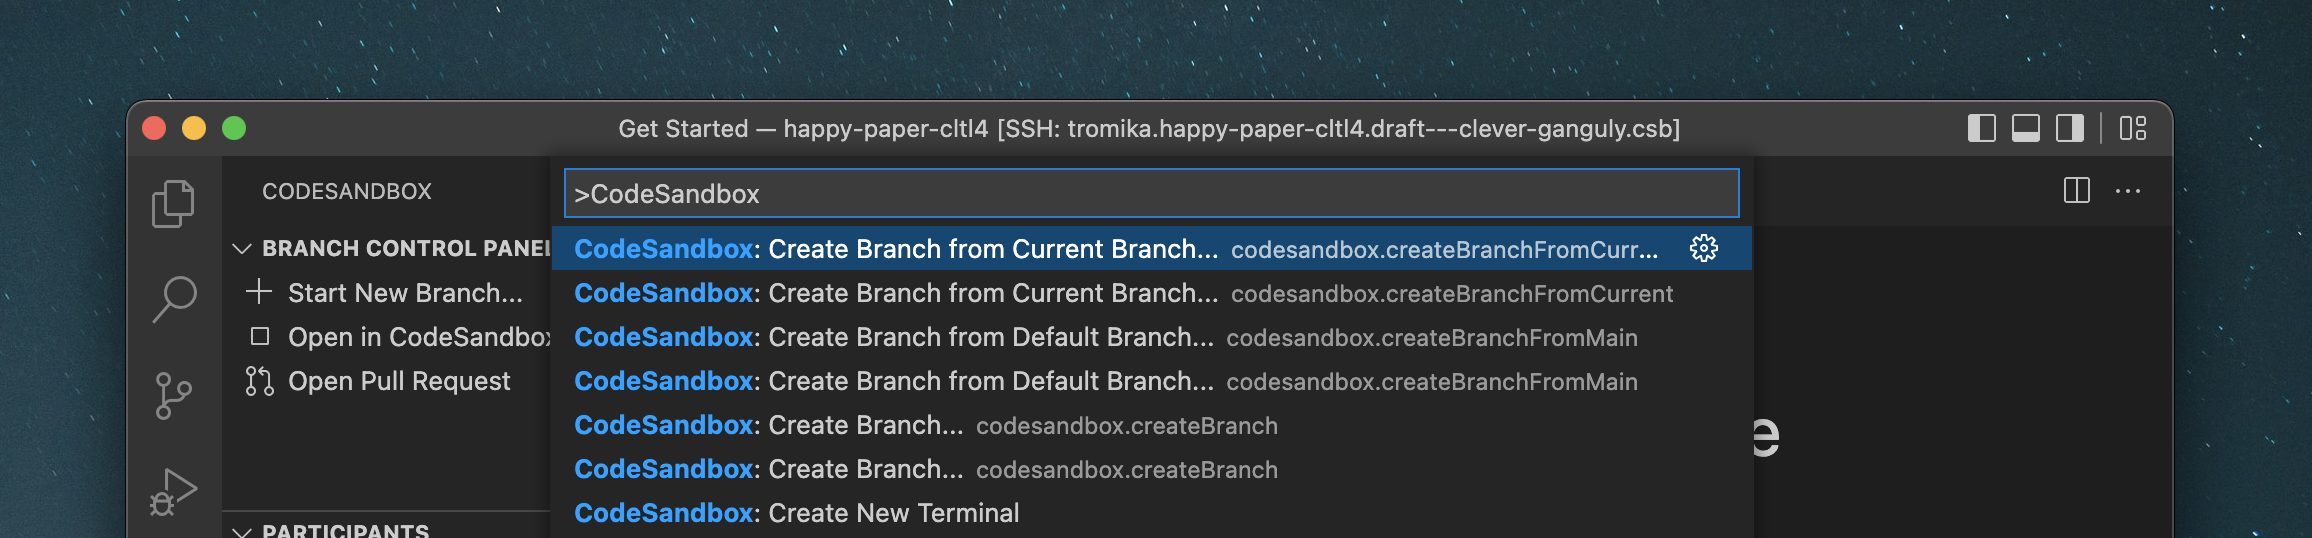 Get Started — happy-paper-cltl4 [SSH: tromika.happy-paper-cltl4.draft---clever-ganguly.csb]
CODESANDBOX
BRANCH CONTROL PANEL
Start New Branch...
Open in CodeSandbox
Open Pull Request
PARTICIPANTS
>CodeSandbox
CodeSandbox: Create Branch from Current Branch... codesandbox.createBranchFromCurr...
CodeSandbox: Create Branch from Current Branch... codesandbox.createBranchFromCurrent
CodeSandbox: Create Branch from Default Branch... codesandbox.createBranchFromMain
CodeSandbox: Create Branch from Default Branch... codesandbox.createBranchFromMain
CodeSandbox: Create Branch... codesandbox.createBranch
CodeSandbox: Create Branch... codesandbox.createBranch
CodeSandbox: Create New Terminal
e